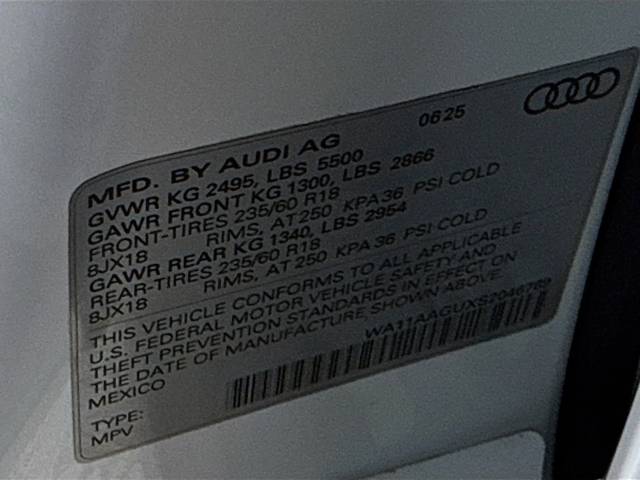 MFD. BY AUDI AG 0625
GVWR KG 2495, LBS 5500
GAWR FRONT KG 1300, LBS 2866
FRONT-TIRES 235/60 R18
8JX18 RIMS, AT 250 KPA 36 PSI COLD
GAWR REAR KG 1340, LBS 2954
REAR-TIRES 235/60 R18
8JX18 RIMS, AT 250 KPA 36 PSI COLD
THIS VEHICLE CONFORMS TO ALL APPLICABLE
U.S. FEDERAL MOTOR VEHICLE SAFETY AND
THEFT PREVENTION STANDARDS IN EFFECT ON
THE DATE OF MANUFACTURE SHOWN ABOVE.
MEXICO
TYPE:
MPV